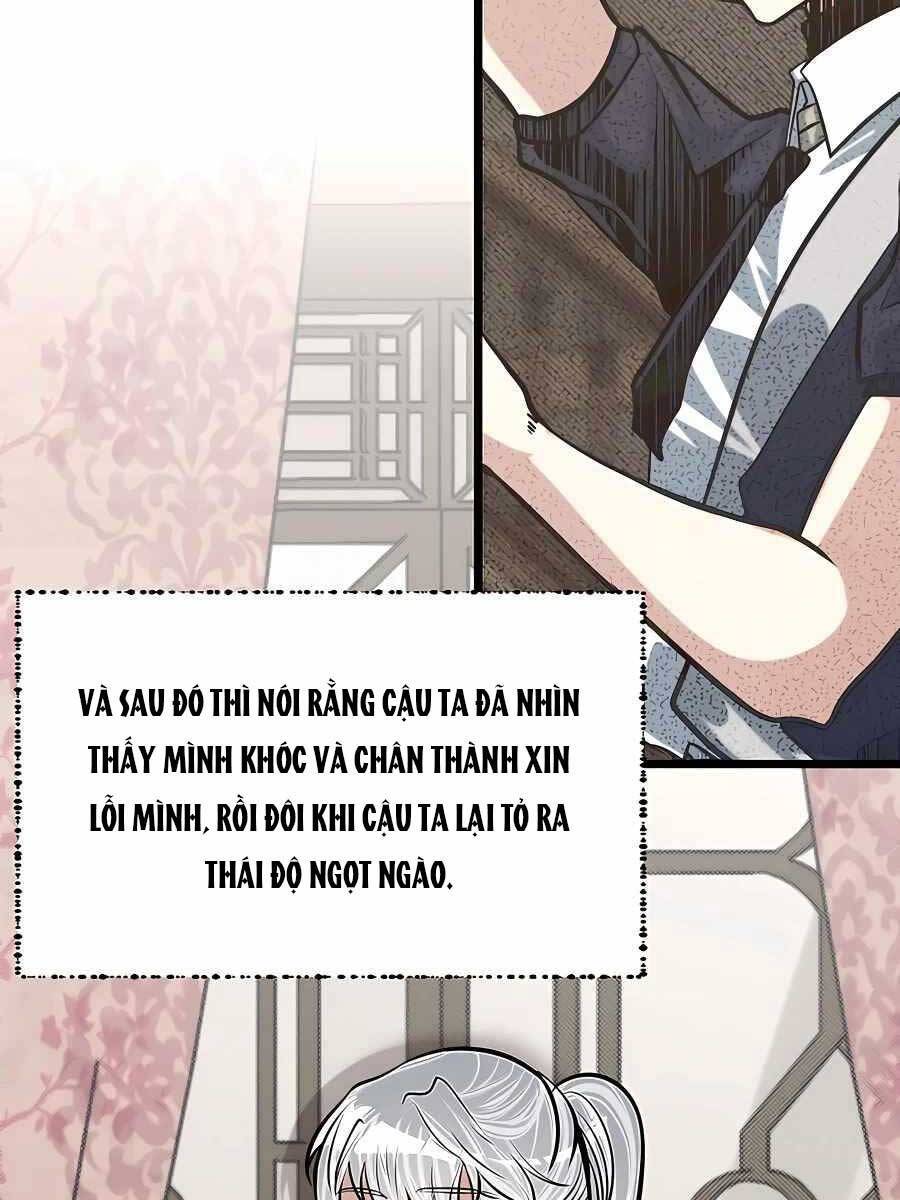 VÀ SAU ĐÓ THÌ NÓI RẰNG CẬU TA ĐÃ NHÌN
THẤY MÌNH KHÓC VÀ CHÂN THÀNH XIN
LỖI MÌNH, RỒI ĐÔI KHI CẬU TA LẠI TỎ RA
THÁI ĐỘ NGỌT NGÀO.